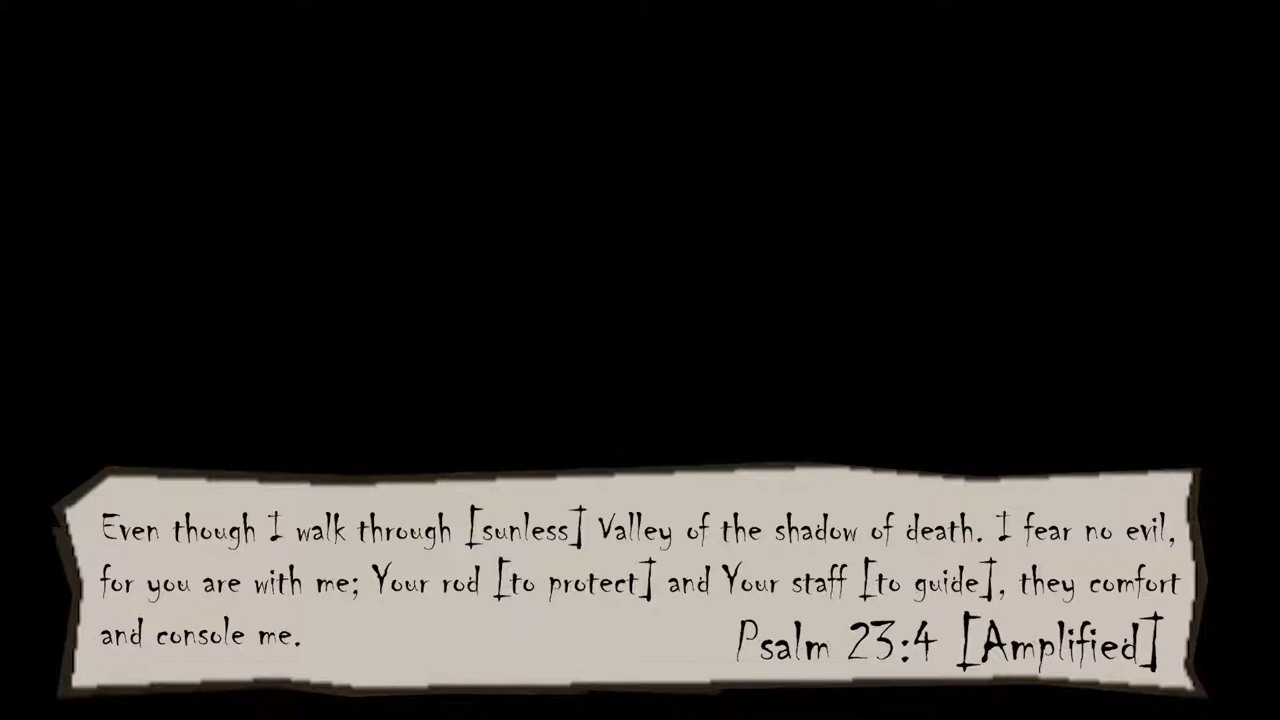 Even though I walk through [sunless] Valley of the shadow of death. I fear no evil,
for you are with me; Your rod [to protect] and Your staff [to guide], they comfort
and console me.
Psalm 23:4 [Amplified]